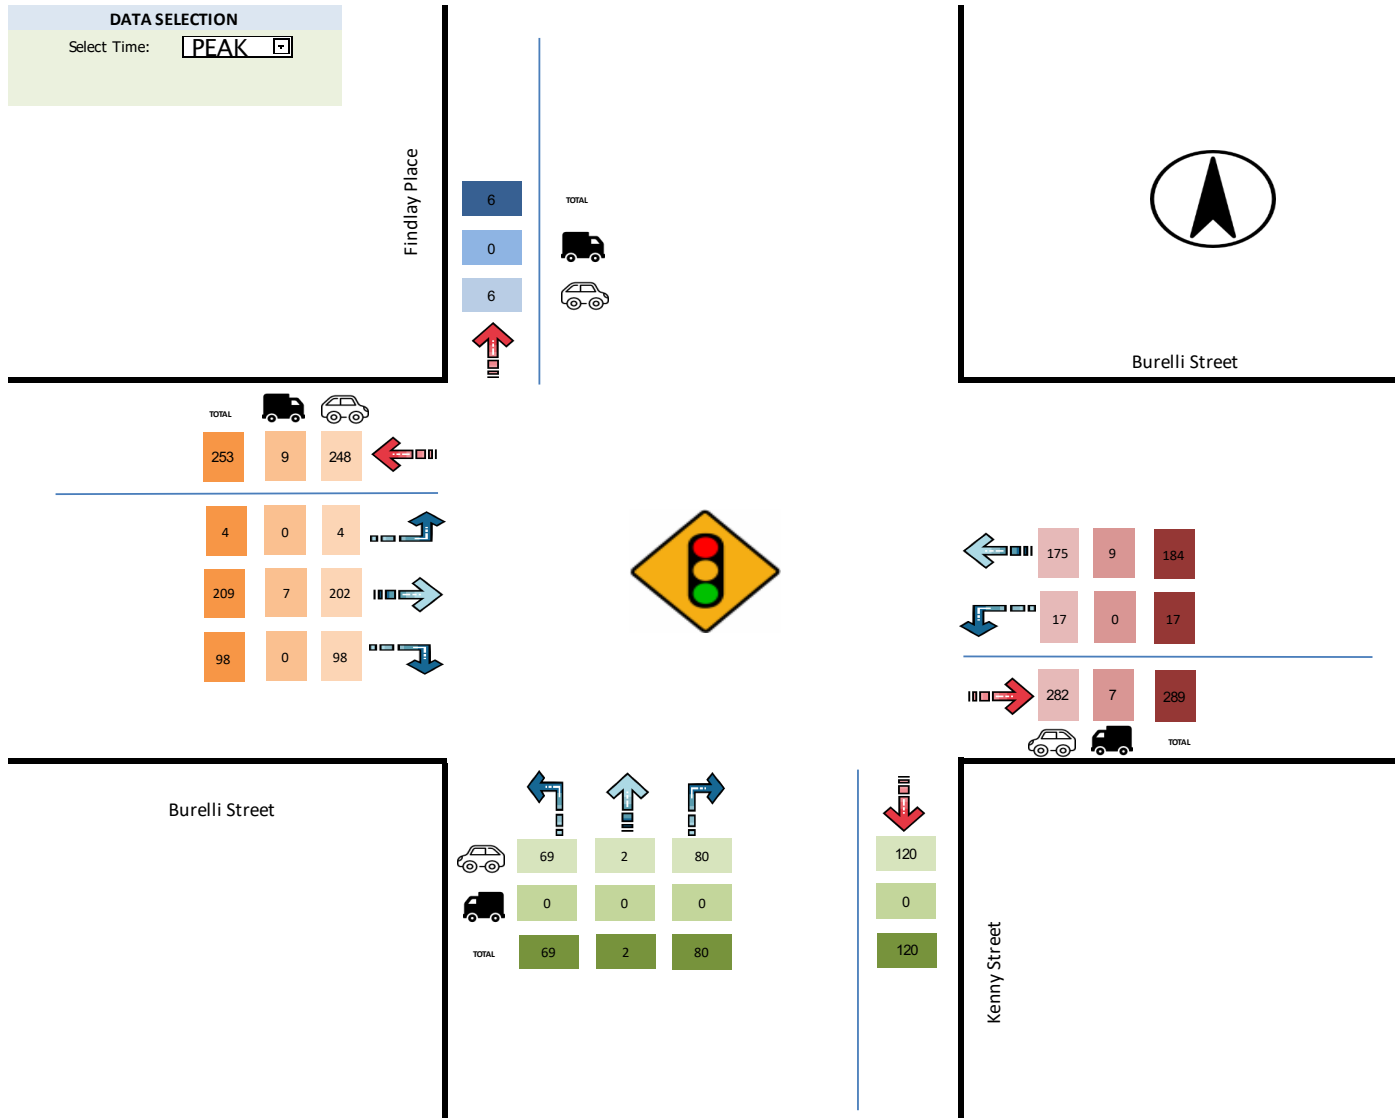 DATA SELECTION
Select Time: PEAK
Findlay Place
6 TOTAL
0
6
Burelli Street
TOTAL
253 9 248
4 0 4
209 7 202
98 0 98
175 9 184
17 0 17
282 7 289
TOTAL
Burelli Street
69 2 80 120
0 0 0 0
TOTAL 69 2 80 120
Kenny Street